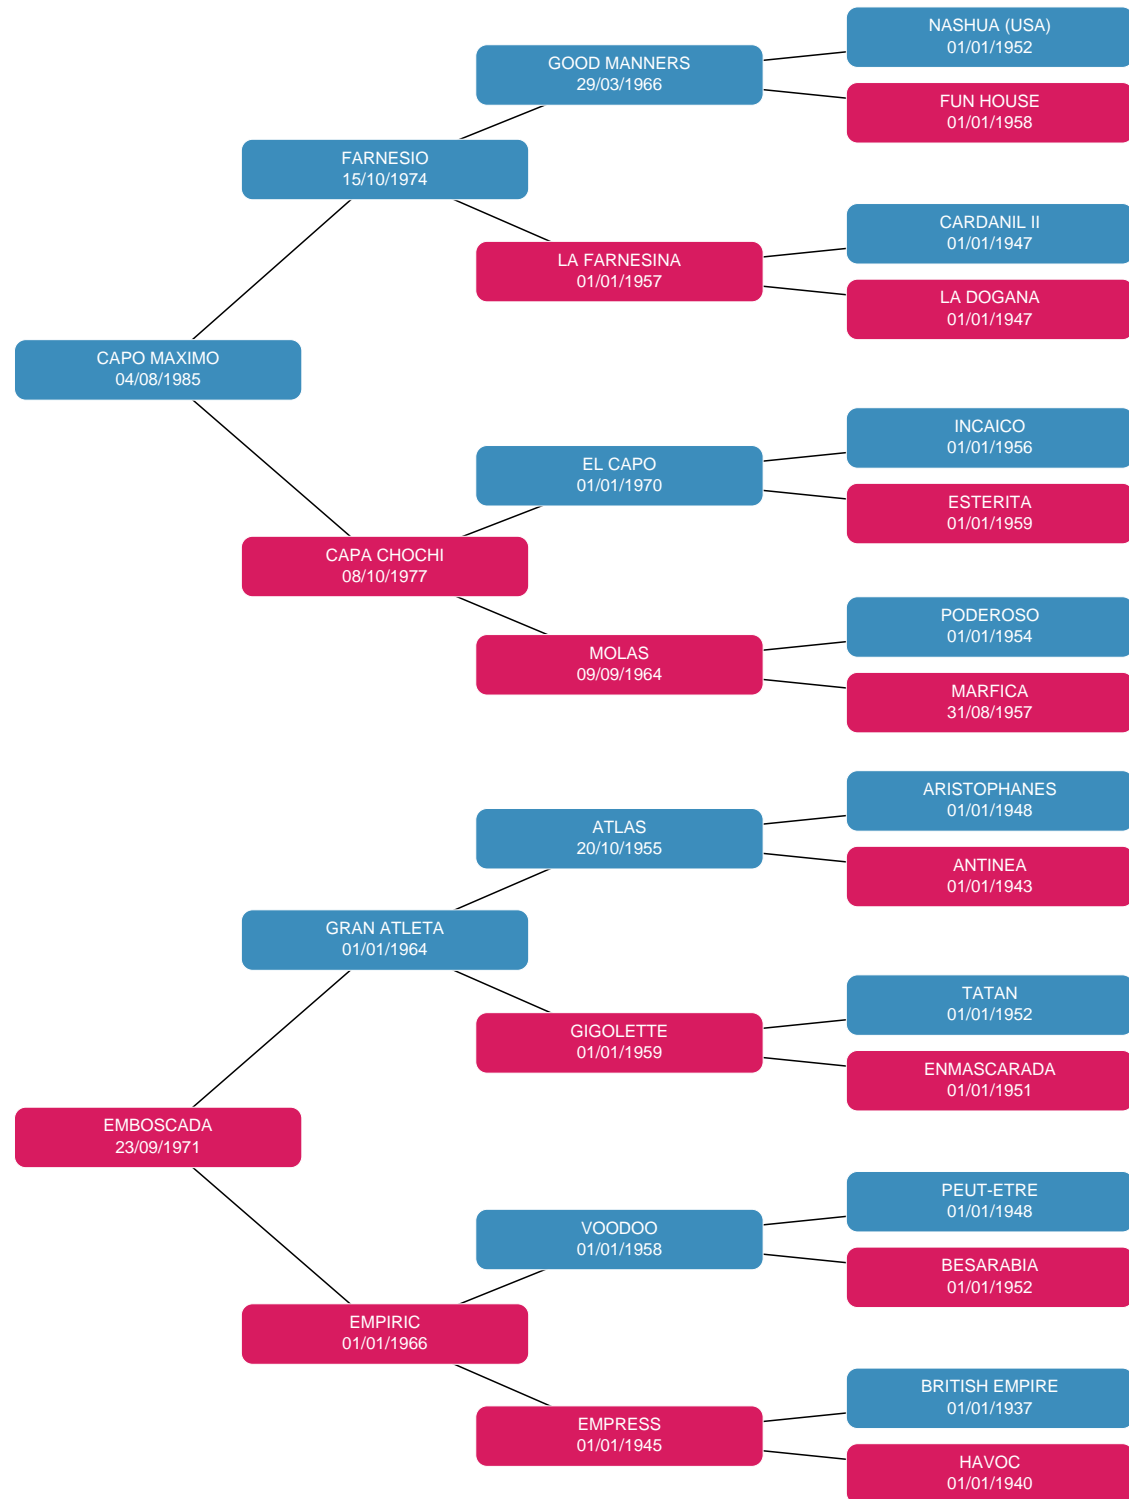 NASHUA (USA)
01/01/1952
GOOD MANNERS
29/03/1966
FUN HOUSE
01/01/1958
FARNESIO
15/10/1974
CARDANIL II
01/01/1947
LA FARNESINA
01/01/1957
LA DOGANA
01/01/1947
CAPO MAXIMO
04/08/1985
INCAICO
01/01/1956
EL CAPO
01/01/1970
ESTERITA
01/01/1959
CAPA CHOCHI
08/10/1977
PODEROSO
01/01/1954
MOLAS
09/09/1964
MARFICA
31/08/1957
ARISTOPHANES
01/01/1948
ATLAS
20/10/1955
ANTINEA
01/01/1943
GRAN ATLETA
01/01/1964
TATAN
01/01/1952
GIGOLETTE
01/01/1959
ENMASCARADA
01/01/1951
EMBOSCADA
23/09/1971
PEUT-ETRE
01/01/1948
VOODOO
01/01/1958
BESARABIA
01/01/1952
EMPIRIC
01/01/1966
BRITISH EMPIRE
01/01/1937
EMPRESS
01/01/1945
HAVOC
01/01/1940